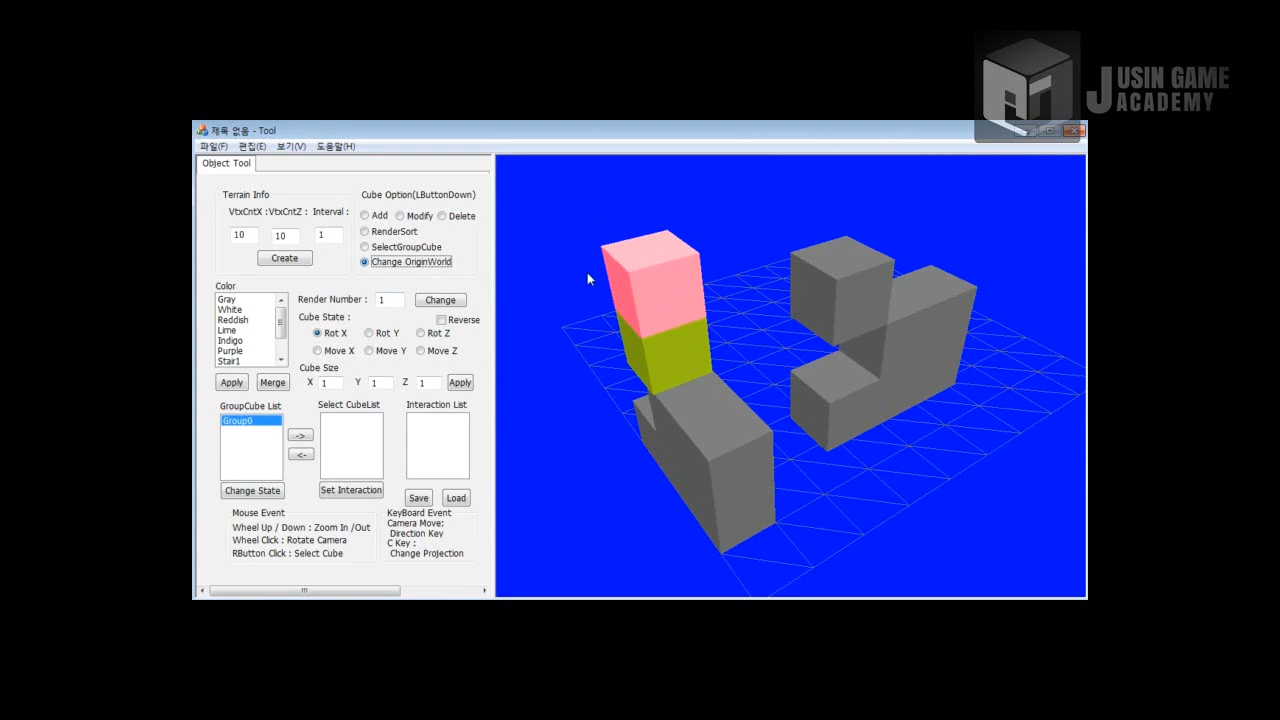 JUSIN GAME
ACADEMY
제목 없음 - Tool
파일(F) 편집(E) 보기(V) 도움말(H)
Object Tool
Terrain Info
VtxCntX : VtxCntZ : Interval :
10 10 1
Create
Cube Option(LButtonDown)
Add Modify Delete
RenderSort
SelectGroupCube
Change OriginWorld
Color
Gray
White
Reddish
Lime
Indigo
Purple
Stair1
Apply Merge
Render Number : 1 Change
Cube State : Reverse
Rot X Rot Y Rot Z
Move X Move Y Move Z
Cube Size
X 1 Y 1 Z 1 Apply
GroupCube List
Group0
->
<-
Change State
Select CubeList
Set Interaction
Interaction List
Save Load
Mouse Event
Wheel Up / Down : Zoom In /Out
Wheel Click : Rotate Camera
RButton Click : Select Cube
KeyBoard Event
Camera Move:
Direction Key
C Key :
Change Projection